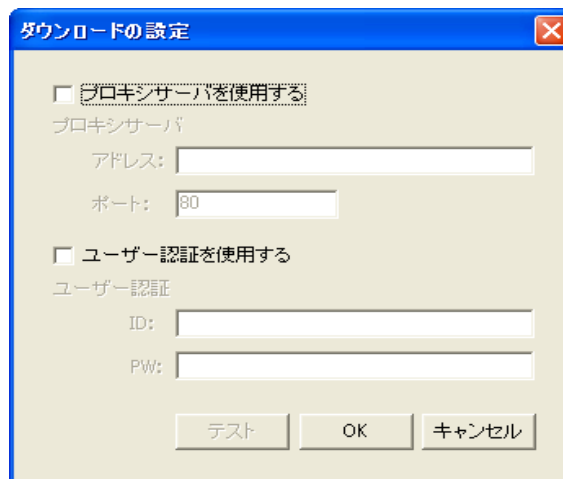 ダウンロードの設定
プロキシサーバを使用する
プロキシサーバ
アドレス:
ポート: 80
ユーザー認証を使用する
ユーザー認証
ID:
PW:
テスト OK キャンセル